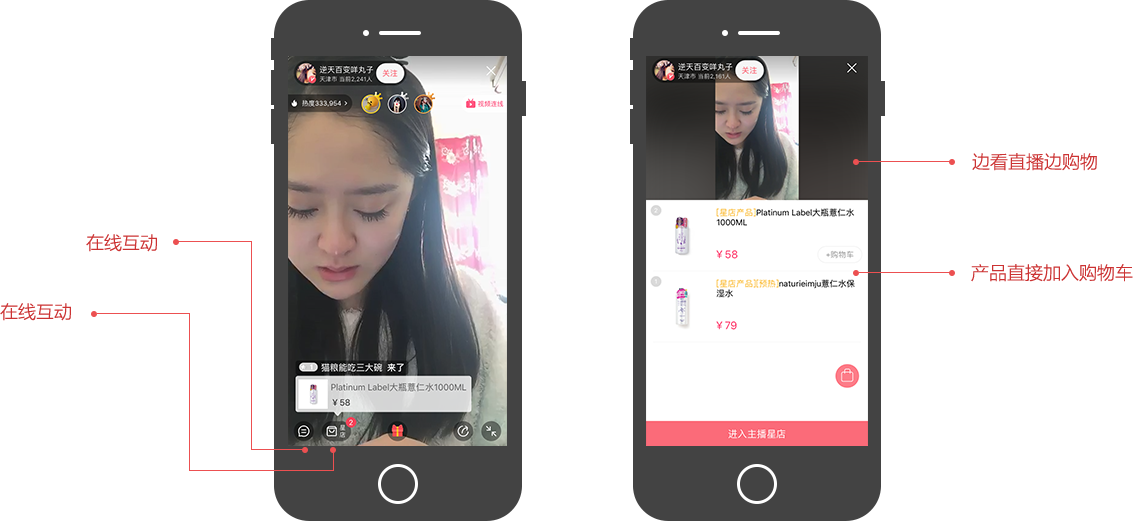 逆天百变咩丸子
天津市 当前2,241人
关注
热度333,954
视频连线
在线互动
在线互动
猫粮能吃三大碗 来了
Platinum Label大瓶薏仁水1000ML
¥ 58
星店
2
逆天百变咩丸子
天津市 当前2,161人
关注
边看直播边购物
2
[星店产品]Platinum Label大瓶薏仁水
1000ML
¥ 58
+购物车
产品直接加入购物车
1
[星店产品][预热]naturieimju薏仁水保
湿水
¥ 79
进入主播星店